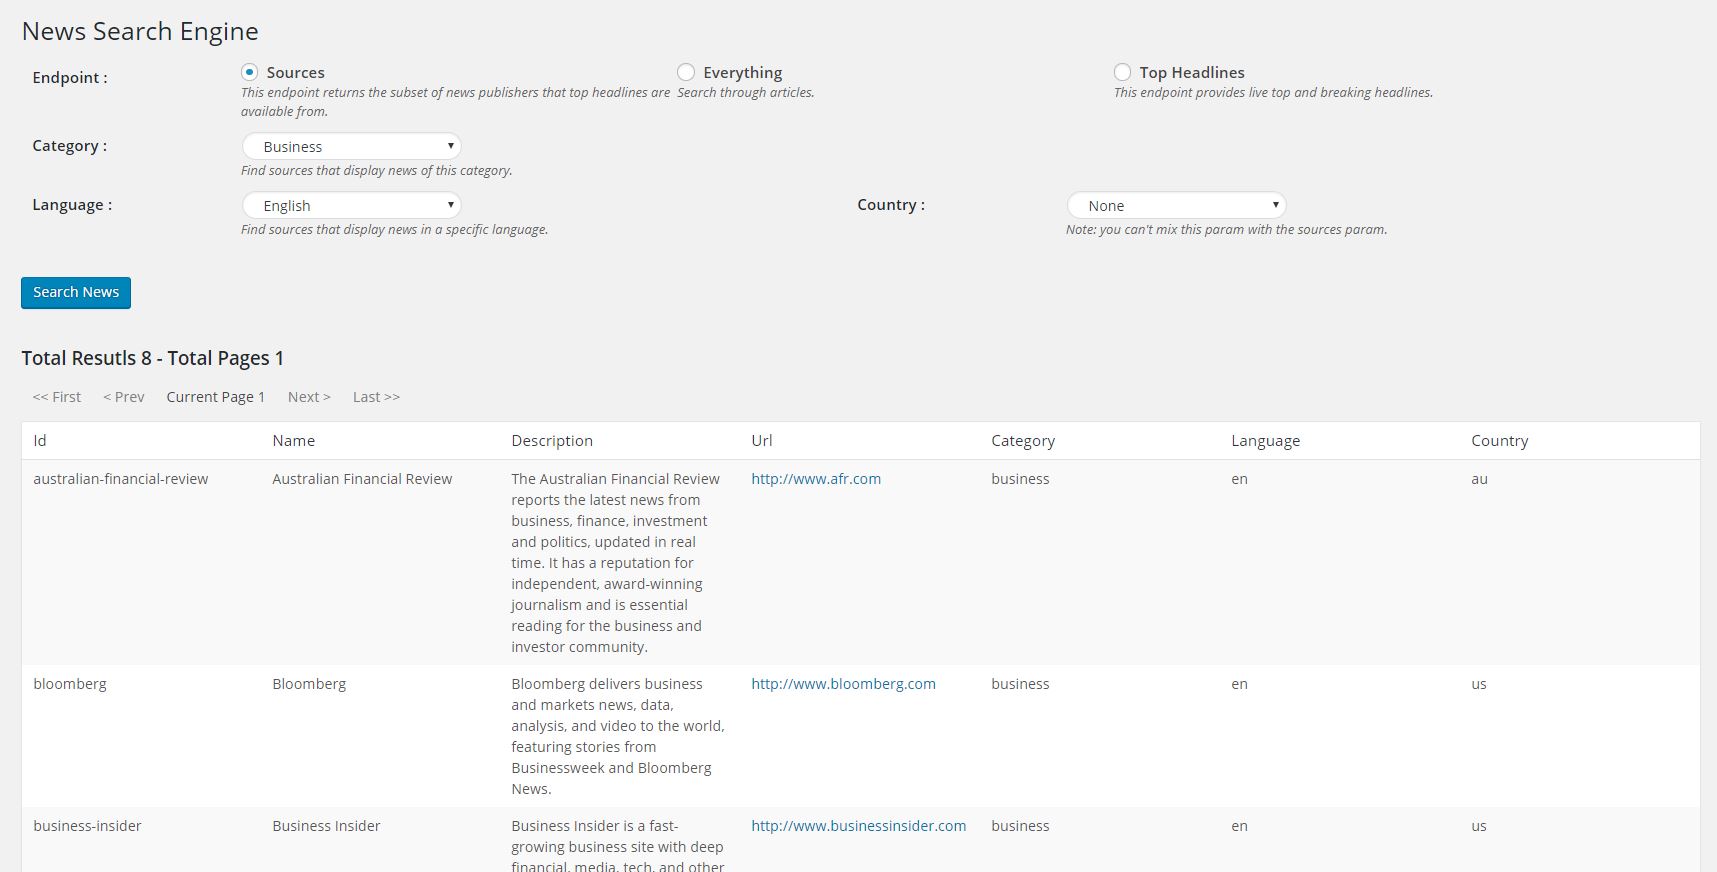 News Search Engine
Endpoint :
Sources
This endpoint returns the subset of news publishers that top headlines are
available from.
Everything
Search through articles.
Top Headlines
This endpoint provides live top and breaking headlines.
Category :
Business
Find sources that display news of this category.
Language :
English
Find sources that display news in a specific language.
Country :
None
Note: you can't mix this param with the sources param.
Search News
Total Resutls 8 - Total Pages 1
<< First < Prev Current Page 1 Next > Last >>
Id Name Description Url Category Language Country
australian-financial-review
Australian Financial Review
The Australian Financial Review
reports the latest news from
business, finance, investment
and politics, updated in real
time. It has a reputation for
independent, award-winning
journalism and is essential
reading for the business and
investor community.
http://www.afr.com
business
en
au
bloomberg
Bloomberg
Bloomberg delivers business
and markets news, data,
analysis, and video to the world,
featuring stories from
Businessweek and Bloomberg
News.
http://www.bloomberg.com
business
en
us
business-insider
Business Insider
Business Insider is a fast-
growing business site with deep
financial, media, tech, and other
http://www.businessinsider.com
business
en
us